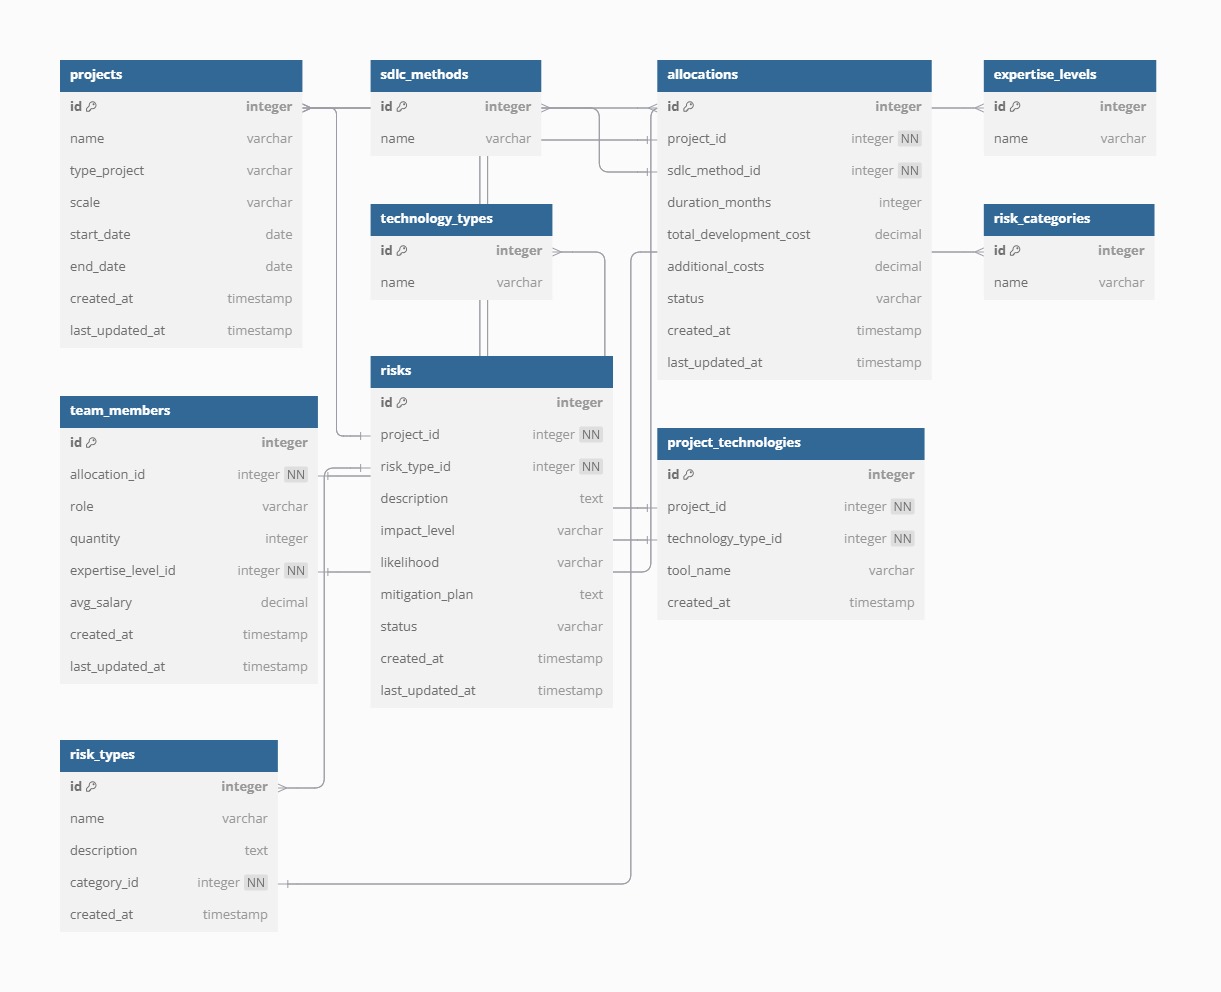 projects
id integer
name varchar
type_project varchar
scale varchar
start_date date
end_date date
created_at timestamp
last_updated_at timestamp
sdlc_methods
id integer
name varchar
allocations
id integer
project_id integer NN
sdlc_method_id integer NN
duration_months integer
total_development_cost decimal
additional_costs decimal
status varchar
created_at timestamp
last_updated_at timestamp
expertise_levels
id integer
name varchar
technology_types
id integer
name varchar
risk_categories
id integer
name varchar
risks
id integer
project_id integer NN
risk_type_id integer NN
description text
impact_level varchar
likelihood varchar
mitigation_plan text
status varchar
created_at timestamp
last_updated_at timestamp
team_members
id integer
allocation_id integer NN
role varchar
quantity integer
expertise_level_id integer NN
avg_salary decimal
created_at timestamp
last_updated_at timestamp
project_technologies
id integer
project_id integer NN
technology_type_id integer NN
tool_name varchar
created_at timestamp
risk_types
id integer
name varchar
description text
category_id integer NN
created_at timestamp